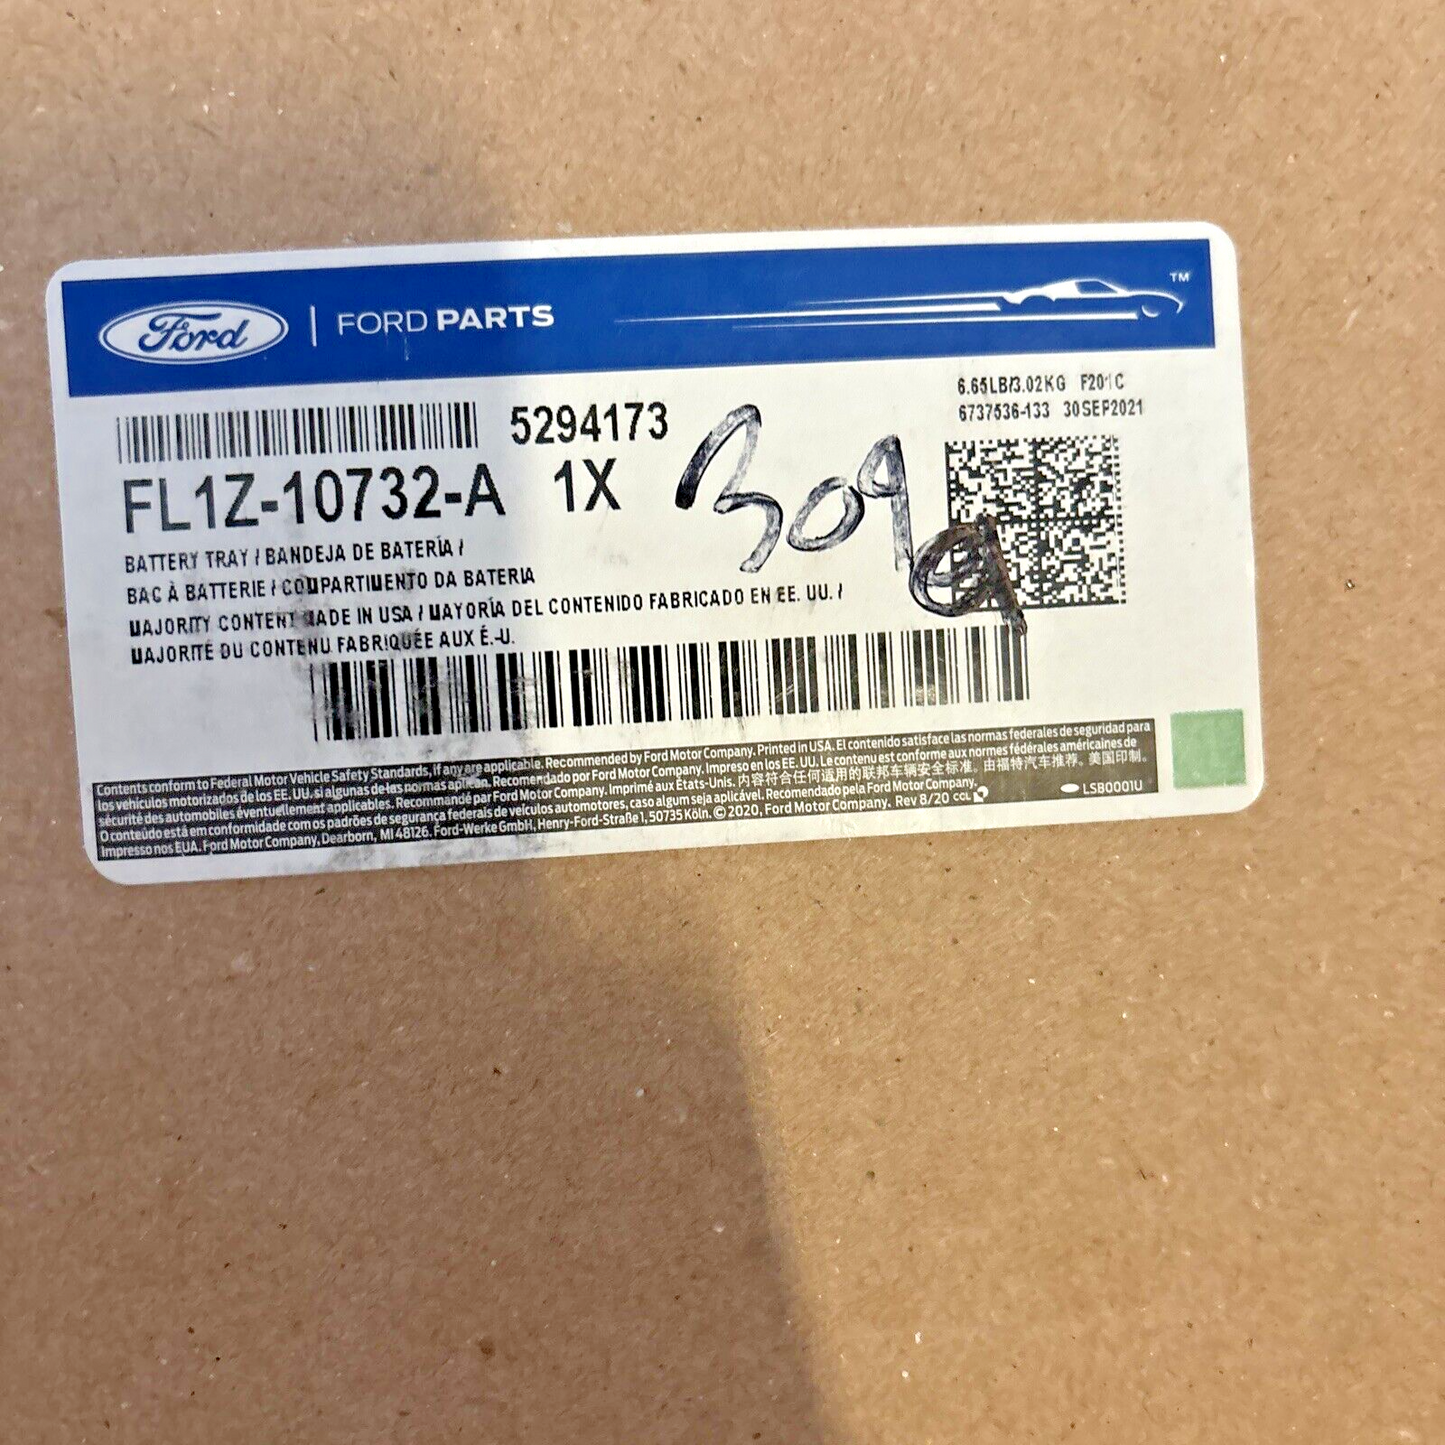 Ford | FORD PARTS ™
6.65LB/3.02KG F201C
6737536-133 30SEP2021
5294173
FL1Z-10732-A 1X
3099
BATTERY TRAY / BANDEJA DE BATERÍA /
BAC À BATTERIE / COMPARTIMENTO DA BATERIA
MAJORITY CONTENT MADE IN USA / MAYORÍA DEL CONTENIDO FABRICADO EN EE. UU. /
MAJORITÉ DU CONTENU FABRIQUÉE AUX É.-U.
Contents conform to Federal Motor Vehicle Safety Standards, if any are applicable. Recommended by Ford Motor Company. Printed in USA. El contenido satisface las normas federales de seguridad para
los vehículos motorizados de los EE. UU. si algunas de las normas aplican. Recomendado por Ford Motor Company. Impreso en los EE. UU. Le contenu est conforme aux normes fédérales américaines de
sécurité des automobiles éventuellement applicables. Recommandé par Ford Motor Company. Imprimé aux États-Unis. 内容符合任何适用的联邦车辆安全标准。由福特汽车推荐。美国印制。
O conteúdo está em conformidade com os padrões de segurança federais de veículos automotores, caso algum seja aplicável. Recomendado pela Ford Motor Company.
Impresso nos EUA. Ford Motor Company, Dearborn, MI 48126. Ford-Werke GmbH, Henry-Ford-Straße 1, 50735 Köln. © 2020, Ford Motor Company. Rev 8/20 CGL
LSB0001U